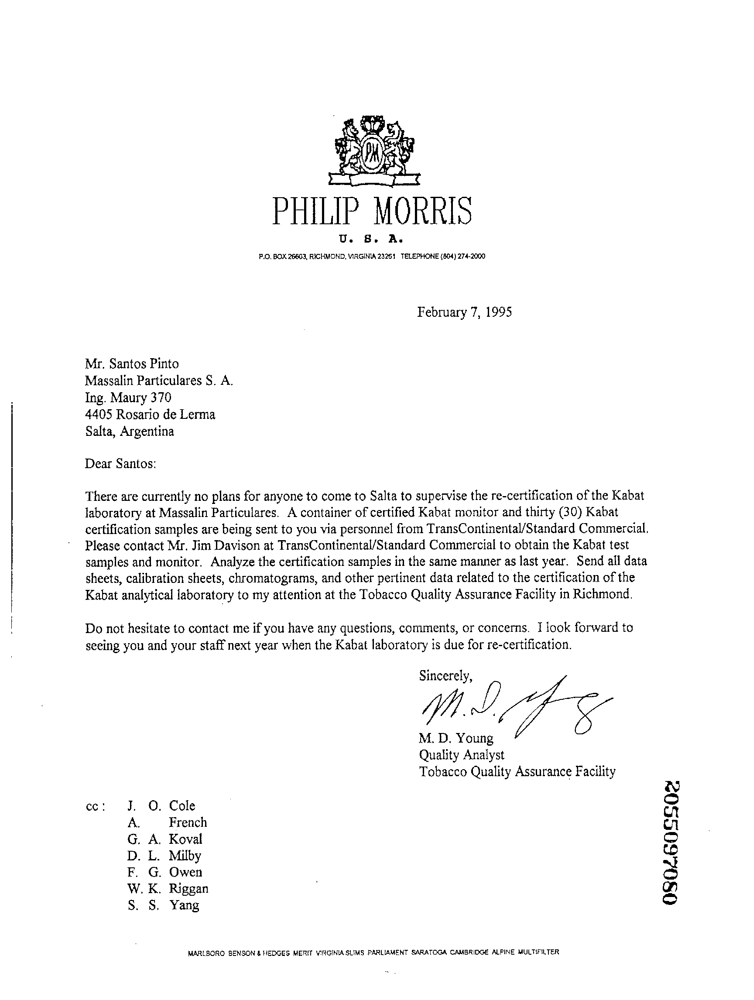 PM
PHILIP MORRIS
U. S. A.
P.O. BOX 26603, RICHMOND, VIRGINIA 23261 TELEPHONE (804) 274-2000
February 7, 1995
Mr. Santos Pinto
Massalin Particulares S. A.
Ing. Maury 370
4405 Rosario de Lerma
Salta, Argentina
Dear Santos:
There are currently no plans for anyone to come to Salta to supervise the re-certification of the Kabat
laboratory at Massalin Particulares. A container of certified Kabat monitor and thirty (30) Kabat
certification samples are being sent to you via personnel from TransContinental/Standard Commercial.
Please contact Mr. Jim Davison at TransContinental/Standard Commercial to obtain the Kabat test
samples and monitor. Analyze the certification samples in the same manner as last year. Send all data
sheets, calibration sheets, chromatograms, and other pertinent data related to the certification of the
Kabat analytical laboratory to my attention at the Tobacco Quality Assurance Facility in Richmond.
Do not hesitate to contact me if you have any questions, comments, or concerns. I look forward to
seeing you and your staff next year when the Kabat laboratory is due for re-certification.
Sincerely,
M. D. Young
M. D. Young
Quality Analyst
Tobacco Quality Assurance Facility
cc : J. O. Cole
A. French
G. A. Koval
D. L. Milby
F. G. Owen
W. K. Riggan
S. S. Yang
2055097080
MARLBORO BENSON & HEDGES MERIT VIRGINIA SLIMS PARLIAMENT SARATOGA CAMBRIDGE ALPINE MULTIFILTER